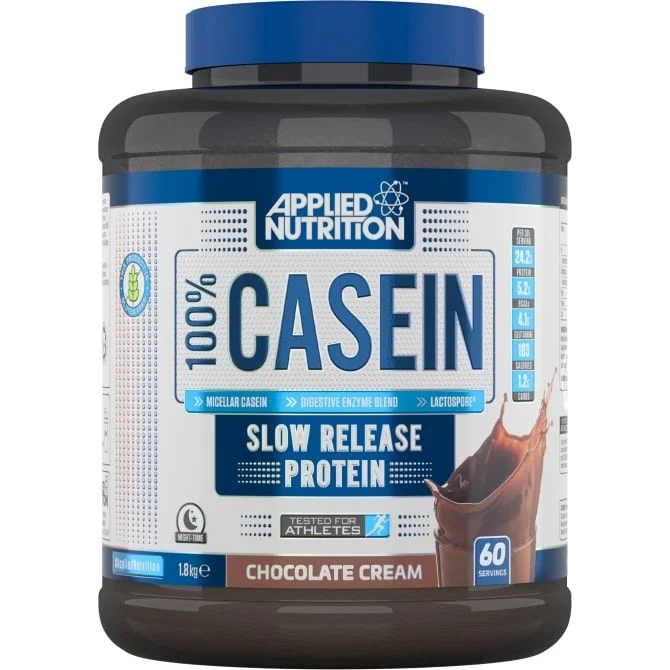 APPLIED
NUTRITION™
100% CASEIN
MICELLAR CASEIN
DIGESTIVE ENZYME BLEND
LACTOSPORE®
SLOW RELEASE
PROTEIN
TESTED FOR
ATHLETES
NIGHT-TIME
#AppliedNutrition
1.8kg℮
CHOCOLATE CREAM
60
SERVINGS
PER 30g
SERVING
24.2g
PROTEIN
5.2g
BCAAs
4.1g
GLUTAMINE
103
CALORIES
1.2g
CARBS